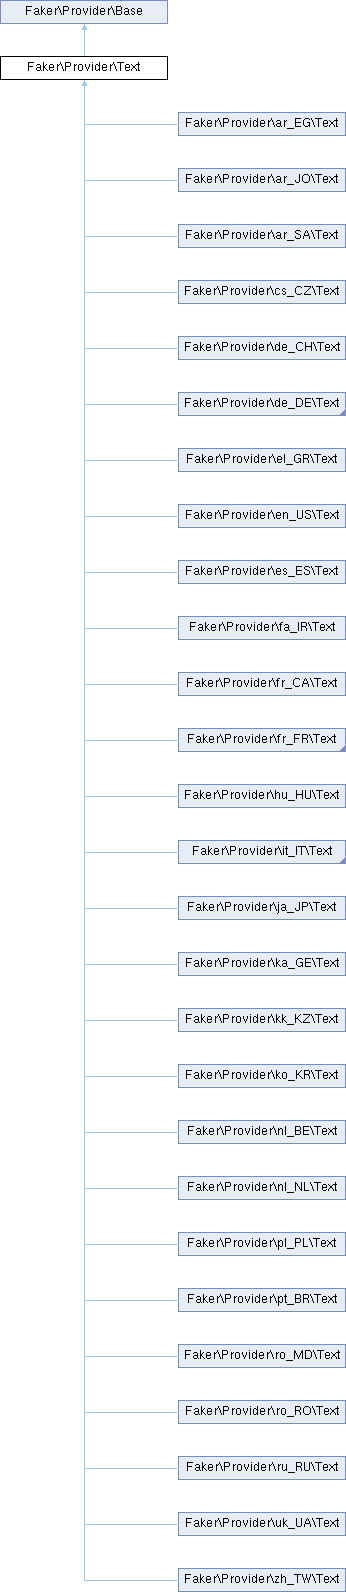 Faker\Provider\Base
Faker\Provider\Text
Faker\Provider\ar_EG\Text
Faker\Provider\ar_JO\Text
Faker\Provider\ar_SA\Text
Faker\Provider\cs_CZ\Text
Faker\Provider\de_CH\Text
Faker\Provider\de_DE\Text
Faker\Provider\el_GR\Text
Faker\Provider\en_US\Text
Faker\Provider\es_ES\Text
Faker\Provider\fa_IR\Text
Faker\Provider\fr_CA\Text
Faker\Provider\fr_FR\Text
Faker\Provider\hu_HU\Text
Faker\Provider\it_IT\Text
Faker\Provider\ja_JP\Text
Faker\Provider\ka_GE\Text
Faker\Provider\kk_KZ\Text
Faker\Provider\ko_KR\Text
Faker\Provider\nl_BE\Text
Faker\Provider\nl_NL\Text
Faker\Provider\pl_PL\Text
Faker\Provider\pt_BR\Text
Faker\Provider\ro_MD\Text
Faker\Provider\ro_RO\Text
Faker\Provider\ru_RU\Text
Faker\Provider\uk_UA\Text
Faker\Provider\zh_TW\Text